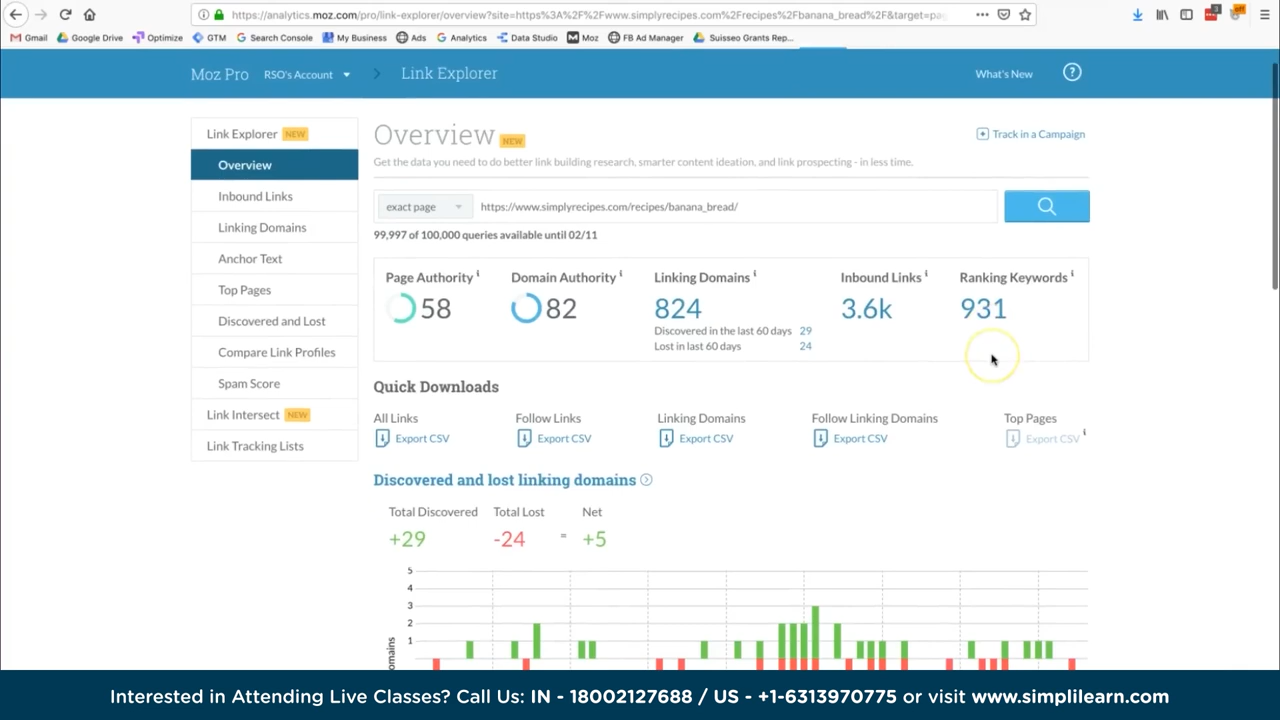 https://analytics.moz.com/pro/link-explorer/overview?site=https%3A%2F%2Fwww.simplyrecipes.com%2Frecipes%2Fbanana_bread%2F&target=pa
Gmail Google Drive Optimize GTM Search Console My Business Ads Analytics Data Studio Moz FB Ad Manager Suisseo Grants Rep...
Moz Pro RSO's Account Link Explorer What's New
Link Explorer NEW
Overview
Inbound Links
Linking Domains
Anchor Text
Top Pages
Discovered and Lost
Compare Link Profiles
Spam Score
Link Intersect NEW
Link Tracking Lists
Overview NEW
Track in a Campaign
Get the data you need to do better link building research, smarter content ideation, and link prospecting - in less time.
exact page https://www.simplyrecipes.com/recipes/banana_bread/
99,997 of 100,000 queries available until 02/11
Page Authority Domain Authority Linking Domains Inbound Links Ranking Keywords
58 82 824 3.6k 931
Discovered in the last 60 days 29
Lost in last 60 days 24
Quick Downloads
All Links Follow Links Linking Domains Follow Linking Domains Top Pages
Export CSV Export CSV Export CSV Export CSV Export CSV
Discovered and lost linking domains
Total Discovered Total Lost Net
+29 -24 = +5
5
4
3
2
1
Interested in Attending Live Classes? Call Us: IN - 18002127688 / US - +1-6313970775 or visit www.simplilearn.com